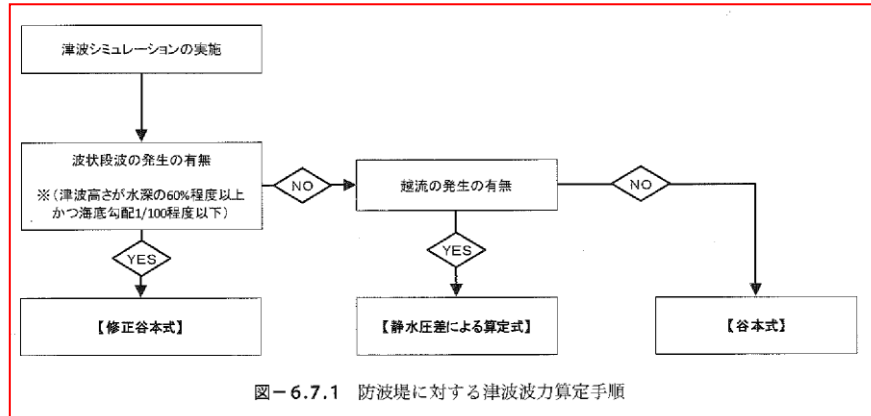 津波シミュレーションの実施
波状段波の発生の有無
※(津波高さが水深の60%程度以上
かつ海底勾配1/100程度以下)
NO
越流の発生の有無
NO
YES
YES
【修正谷本式】
【静水圧差による算定式】
【谷本式】
図-6.7.1 防波堤に対する津波波力算定手順